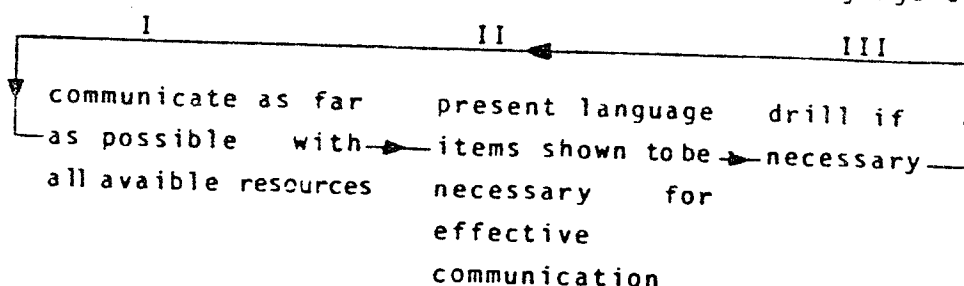 I II III
communicate as far present language drill if
as possible with items shown to be necessary
all avaible resources necessary for
effective
communication